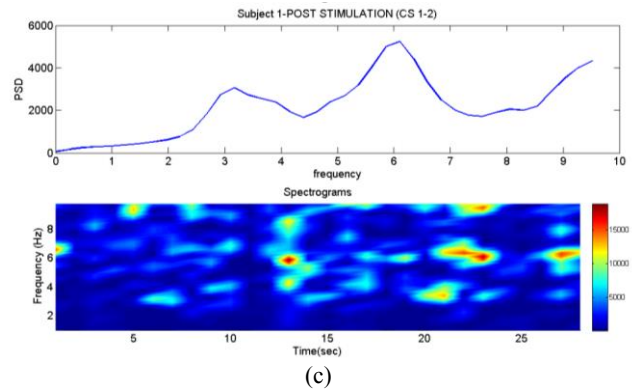 Subject 1-POST STIMULATION (CS 1-2)
6000
4000
2000
0
PSD
0 1 2 3 4 5 6 7 8 9 10
frequency
Spectrograms
8
6
4
2
Frequency (Hz)
15000
10000
5000
5 10 15 20 25
Time(sec)
(c)